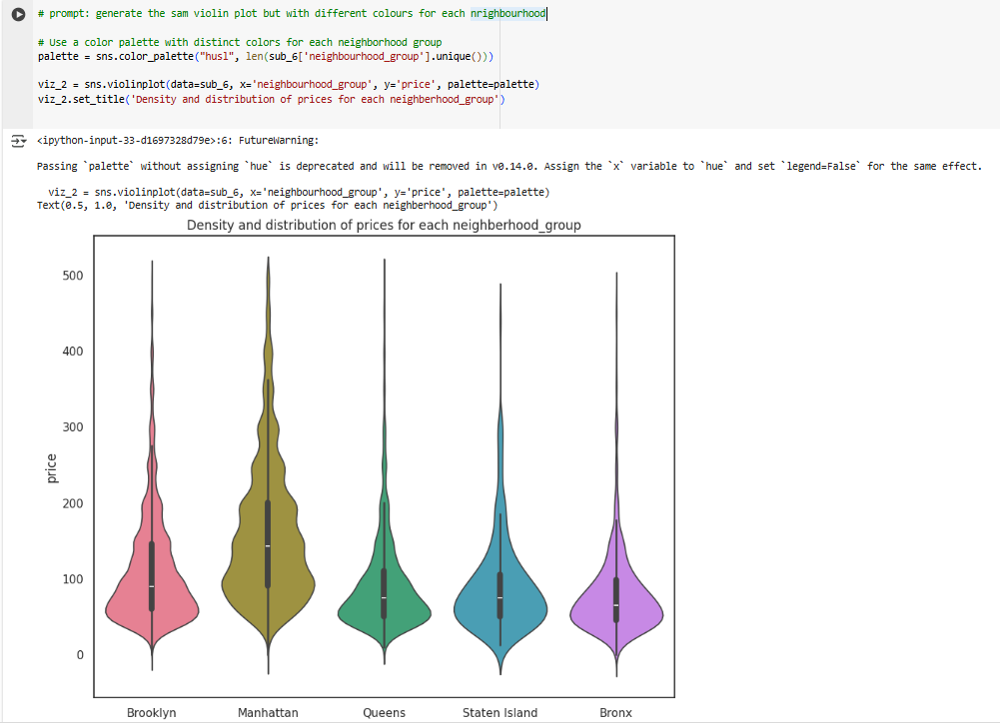 # prompt: generate the sam violin plot but with different colours for each nrighbourhood
# Use a color palette with distinct colors for each neighborhood group
palette = sns.color_palette("husl", len(sub_6['neighbourhood_group'].unique()))
viz_2 = sns.violinplot(data=sub_6, x='neighbourhood_group', y='price', palette=palette)
viz_2.set_title('Density and distribution of prices for each neighberhood_group')
<ipython-input-33-d1697328d79e>:6: FutureWarning:
Passing `palette` without assigning `hue` is deprecated and will be removed in v0.14.0. Assign the `x` variable to `hue` and set `legend=False` for the same effect.
viz_2 = sns.violinplot(data=sub_6, x='neighbourhood_group', y='price', palette=palette)
Text(0.5, 1.0, 'Density and distribution of prices for each neighberhood_group')
Density and distribution of prices for each neighberhood_group
500
400
300
200
100
0
price
Brooklyn Manhattan Queens Staten Island Bronx